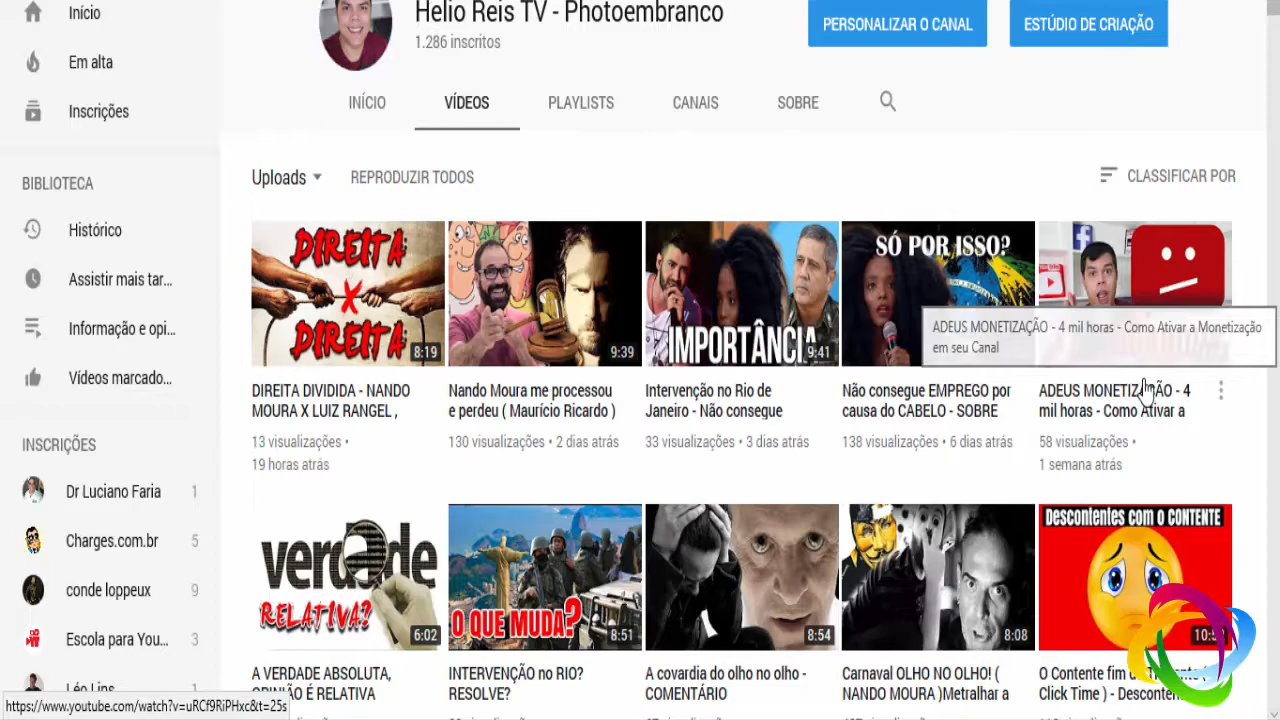 Início
Helio Reis TV - Photoembranco
1.286 inscritos
PERSONALIZAR O CANAL
ESTÚDIO DE CRIAÇÃO
Em alta
Inscrições
INÍCIO
VÍDEOS
PLAYLISTS
CANAIS
SOBRE
BIBLIOTECA
Histórico
Assistir mais tar...
Informação e opi...
Vídeos marcado...
INSCRIÇÕES
Dr Luciano Faria 1
Charges.com.br 5
conde loppeux 9
Escola para You... 3
Léo Lins 1
Uploads
REPRODUZIR TODOS
CLASSIFICAR POR
DIREITA
X
DIREITA
8:19
DIREITA DIVIDIDA - NANDO
MOURA X LUIZ RANGEL ,
13 visualizações •
19 horas atrás
9:39
Nando Moura me processou
e perdeu ( Maurício Ricardo )
130 visualizações • 2 dias atrás
IMPORTÂNCIA
9:41
Intervenção no Rio de
Janeiro - Não consegue
33 visualizações • 3 dias atrás
SÓ POR ISSO?
Não consegue EMPREGO por
causa do CABELO - SOBRE
138 visualizações • 6 dias atrás
ADEUS MONETIZAÇÃO - 4 mil horas - Como Ativar a Monetização
em seu Canal
ADEUS MONETIZAÇÃO - 4
mil horas - Como Ativar a
58 visualizações •
1 semana atrás
verdade
RELATIVA?
6:02
A VERDADE ABSOLUTA,
OPINIÃO É RELATIVA
O QUE MUDA?
8:51
INTERVENÇÃO no RIO?
RESOLVE?
8:54
A covardia do olho no olho -
COMENTÁRIO
8:08
Carnaval OLHO NO OLHO! (
NANDO MOURA )Metralhar a
Descontentes com o CONTENTE
O Contente fim
Click Time ) -
https://www.youtube.com/watch?v=uRCf9RiPHxc&t=25s